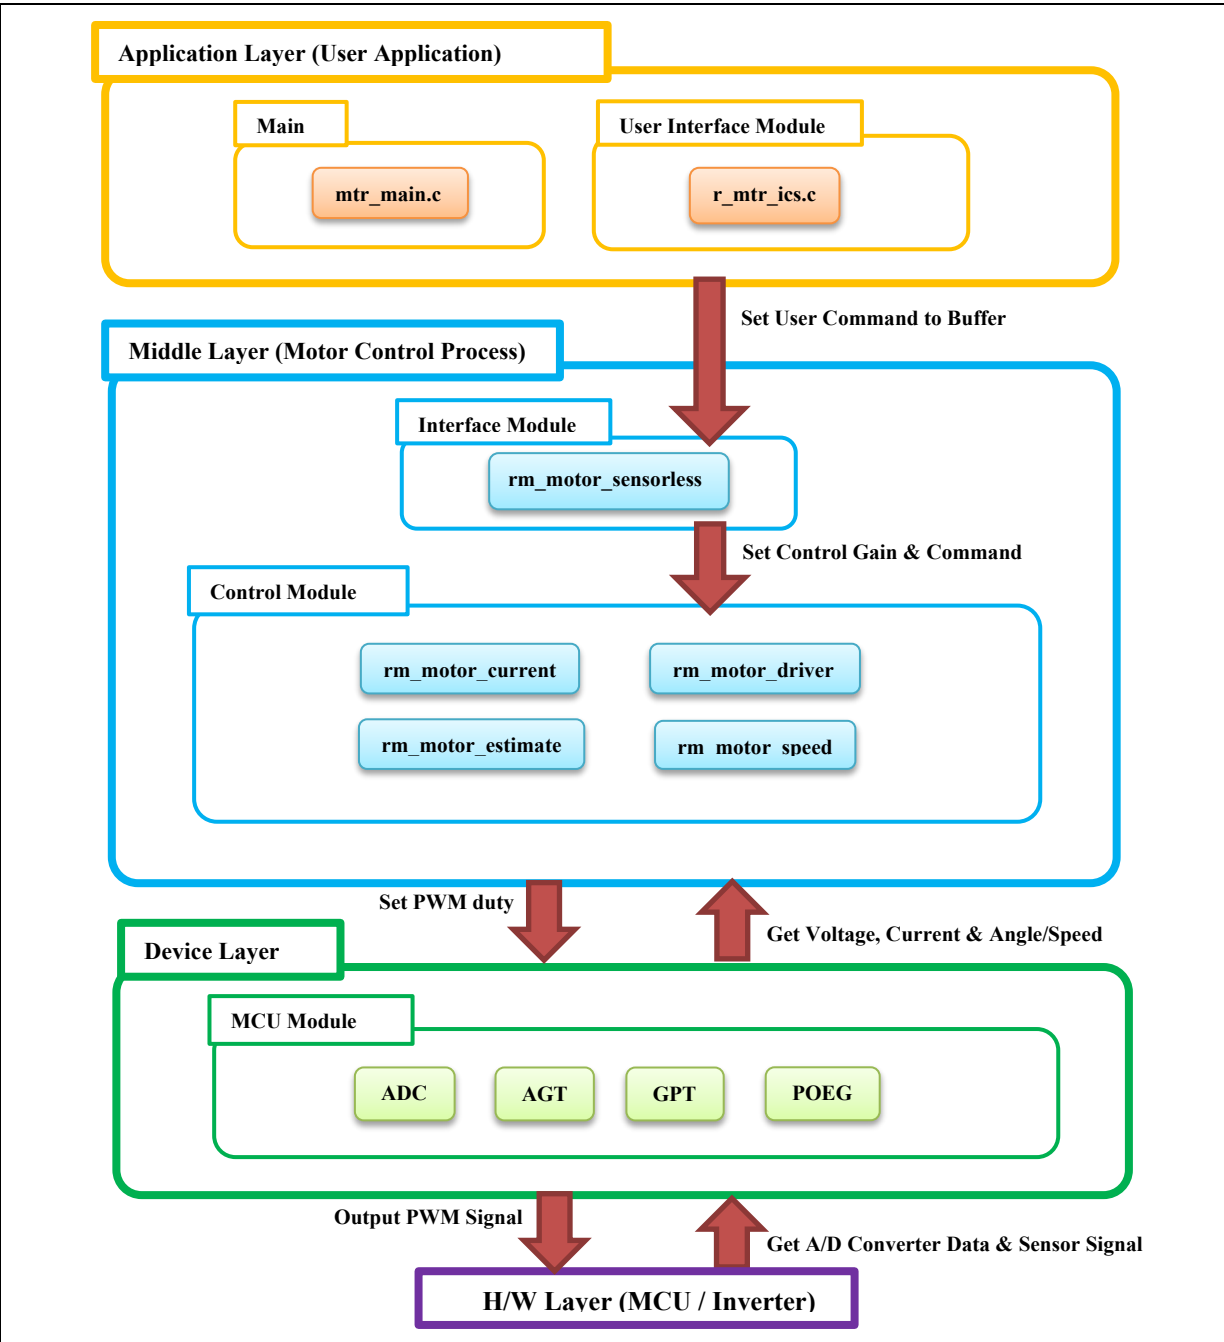 Application Layer (User Application)
Main
User Interface Module
mtr_main.c
r_mtr_ics.c
Set User Command to Buffer
Middle Layer (Motor Control Process)
Interface Module
rm_motor_sensorless
Set Control Gain & Command
Control Module
rm_motor_current
rm_motor_driver
rm_motor_estimate
rm_motor_speed
Set PWM duty
Get Voltage, Current & Angle/Speed
Device Layer
MCU Module
ADC
AGT
GPT
POEG
Output PWM Signal
Get A/D Converter Data & Sensor Signal
H/W Layer (MCU / Inverter)